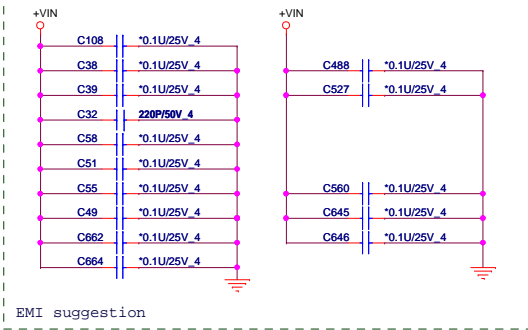 +VIN
C108 *0.1U/25V_4
C38 *0.1U/25V_4
C39 *0.1U/25V_4
C32 220P/50V_4
C58 *0.1U/25V_4
C51 *0.1U/25V_4
C55 *0.1U/25V_4
C49 *0.1U/25V_4
C662 *0.1U/25V_4
C664 *0.1U/25V_4
+VIN
C488 *0.1U/25V_4
C527 *0.1U/25V_4
C560 *0.1U/25V_4
C645 *0.1U/25V_4
C646 *0.1U/25V_4
EMI suggestion